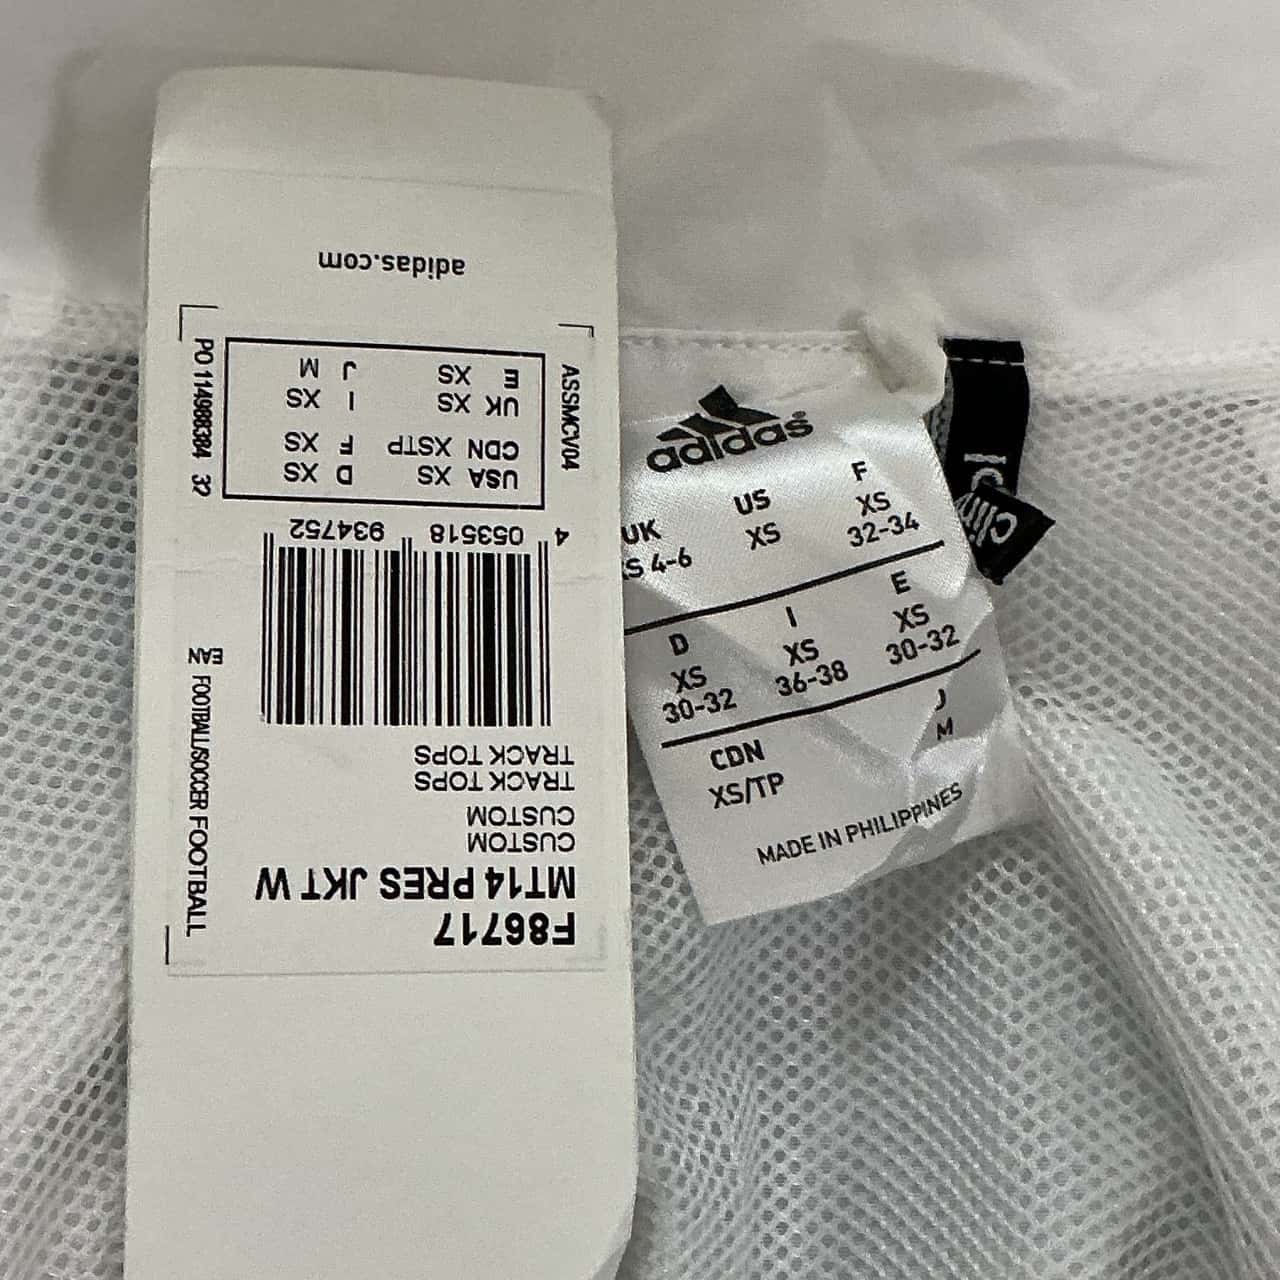 F86717
MT14 PRES JKT W
CUSTOM
CUSTOM
TRACK TOPS
TRACK TOPS
4 053518 934752
USA XS D XS
CDN XSTP F XS
UK XS I XS
E XS J M
ASSMCV04
EAN FOOTBALL/SOCCER FOOTBALL
PO 114988384 32
adidas.com
adidas®
UK US F
XS XS
4-6 32-34
D I E
XS XS XS
30-32 36-38 30-32
CDN J
XS/TP M
MADE IN PHILIPPINES